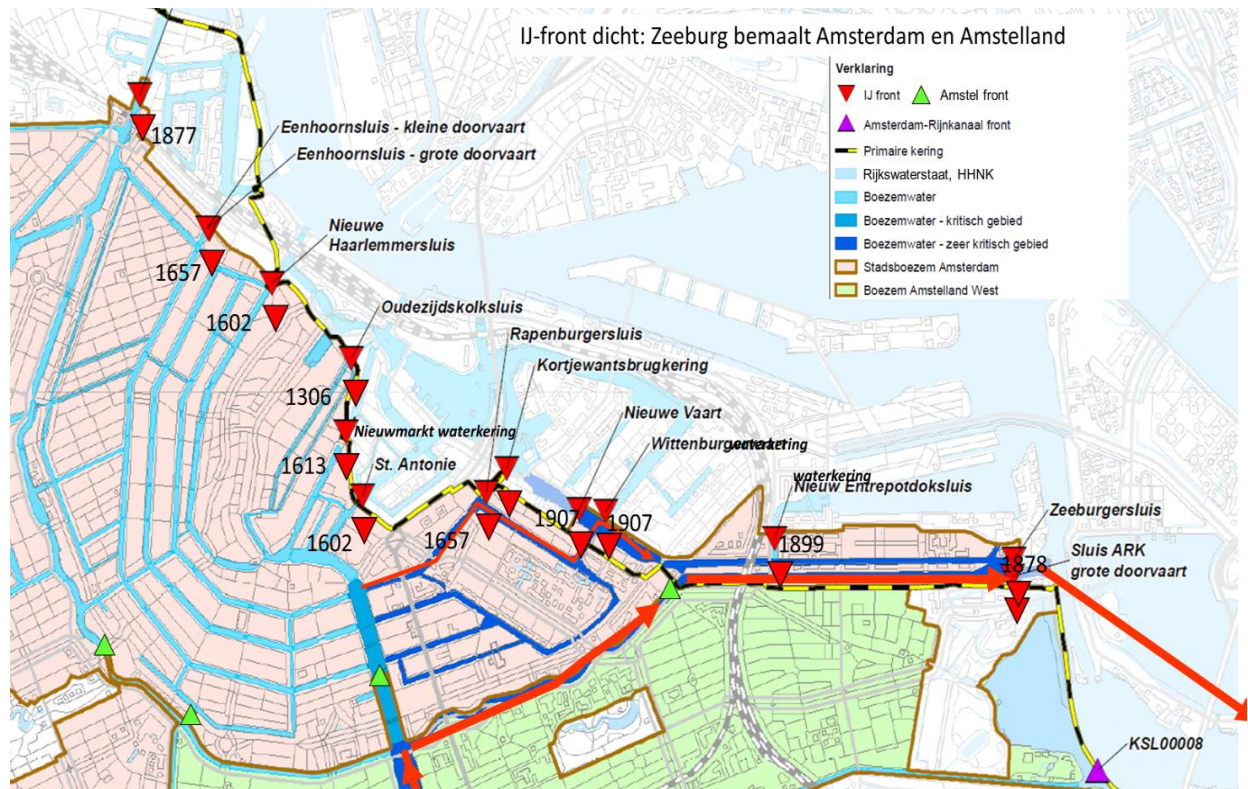 IJ-front dicht: Zeeburg bemaalt Amsterdam en Amstelland
Verklaring
IJ front
Amstel front
Amsterdam-Rijnkanaal front
Primaire kering
Rijkswaterstaat, HHNK
Boezemwater
Boezemwater - kritisch gebied
Boezemwater - zeer kritisch gebied
Stadsboezem Amsterdam
Boezem Amstelland West
1877
Eenhoornsluis - kleine doorvaart
Eenhoornsluis - grote doorvaart
1657
Nieuwe
Haarlemmersluis
1602
Oudezijdskolksluis
1306
Rapenburgersluis
Kortjewantsbrugkering
Nieuwmarkt waterkering
1613
St. Antonie
1602
1657
Nieuwe Vaart
1907
Wittenburgervaart
waterkering
1907
waterkering
Nieuw Entrepotdoksluis
1899
Zeeburgersluis
1878
Sluis ARK
grote doorvaart
KSL00008